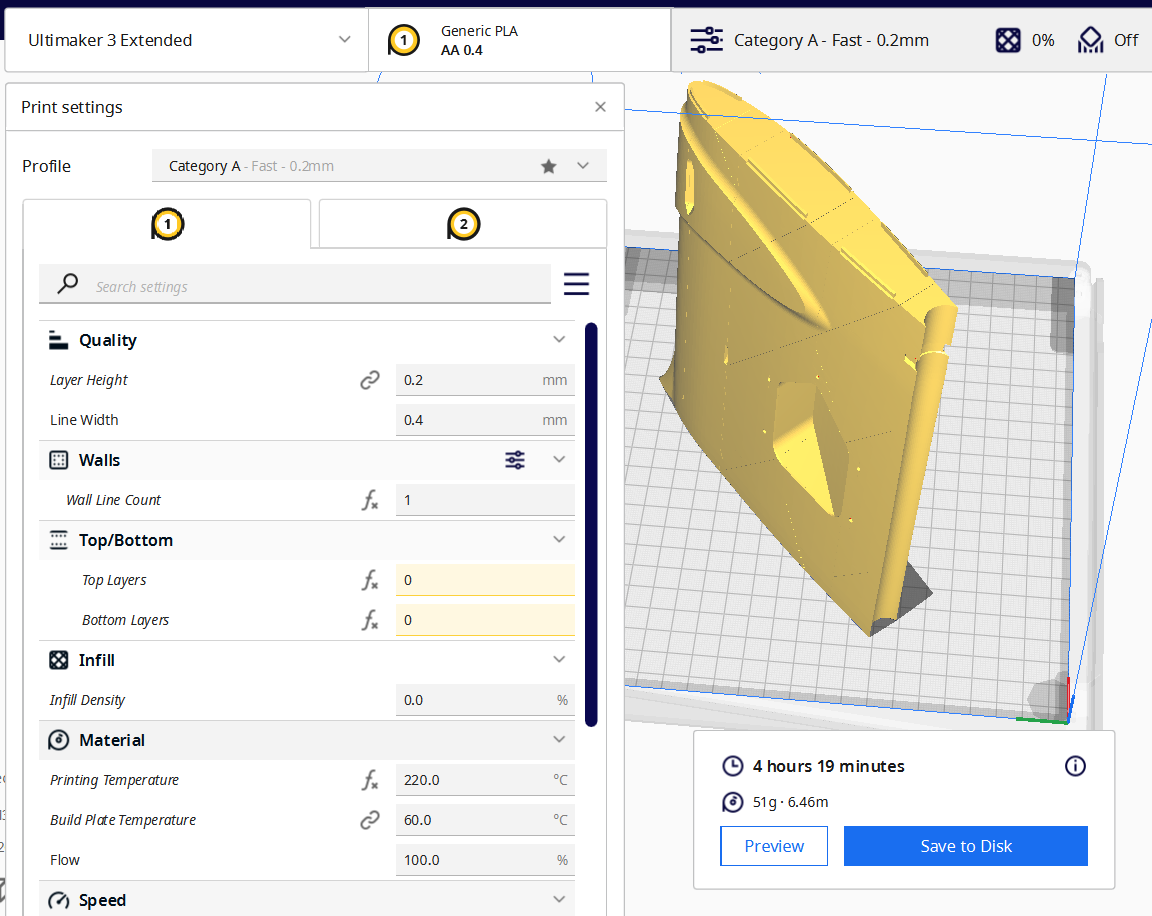 Ultimaker 3 Extended
1
Generic PLA
AA 0.4
Category A - Fast - 0.2mm
0%
Off
Print settings
Profile
Category A - Fast - 0.2mm
1
2
Search settings
Quality
Layer Height
0.2 mm
Line Width
0.4 mm
Walls
Wall Line Count
fx
1
Top/Bottom
Top Layers
fx
0
Bottom Layers
fx
0
Infill
Infill Density
0.0 %
Material
Printing Temperature
fx
220.0 °C
Build Plate Temperature
60.0 °C
Flow
100.0 %
Speed
4 hours 19 minutes
51g · 6.46m
Preview
Save to Disk